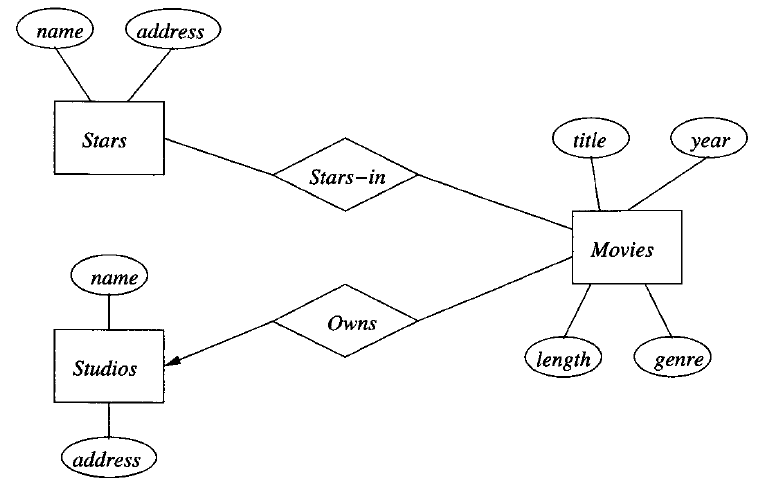 name
address
Stars
Stars-in
title
year
Movies
name
Owns
Studios
length
genre
address